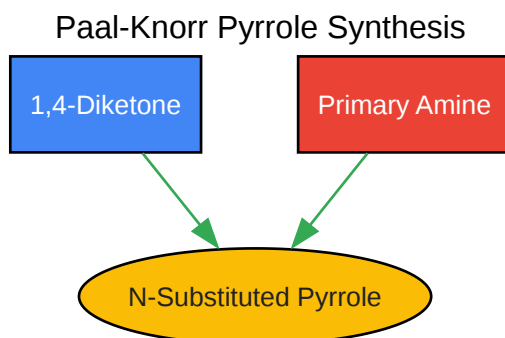 Paal-Knorr Pyrrole Synthesis
1,4-Diketone
Primary Amine
N-Substituted Pyrrole